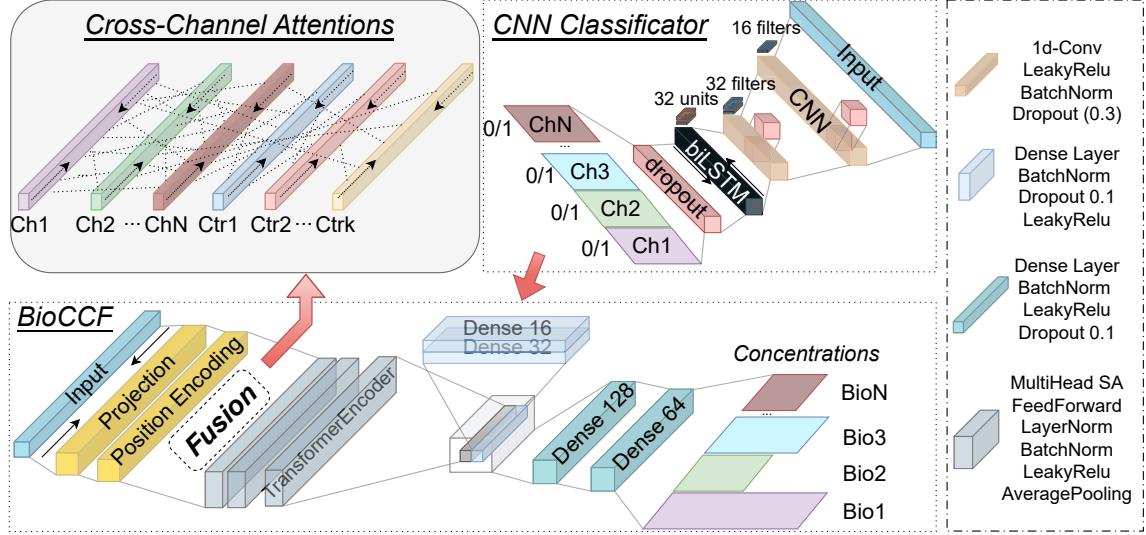 Cross-Channel Attentions
Ch1 Ch2 ... ChN Ctr1 Ctr2 ... Ctrk
CNN Classificator
16 filters
Input
32 filters
CNN
32 units
biLSTM
dropout
0/1 ChN
...
0/1 Ch3
0/1 Ch2
0/1 Ch1
BioCCF
Input
Projection
Position Encoding
Fusion
TransformerEncoder
Dense 16
Dense 32
Dense 128
Dense 64
Concentrations
BioN
...
Bio3
Bio2
Bio1
1d-Conv
LeakyRelu
BatchNorm
Dropout (0.3)
Dense Layer
BatchNorm
Dropout 0.1
LeakyRelu
Dense Layer
BatchNorm
LeakyRelu
Dropout 0.1
MultiHead SA
FeedForward
LayerNorm
BatchNorm
LeakyRelu
AveragePooling